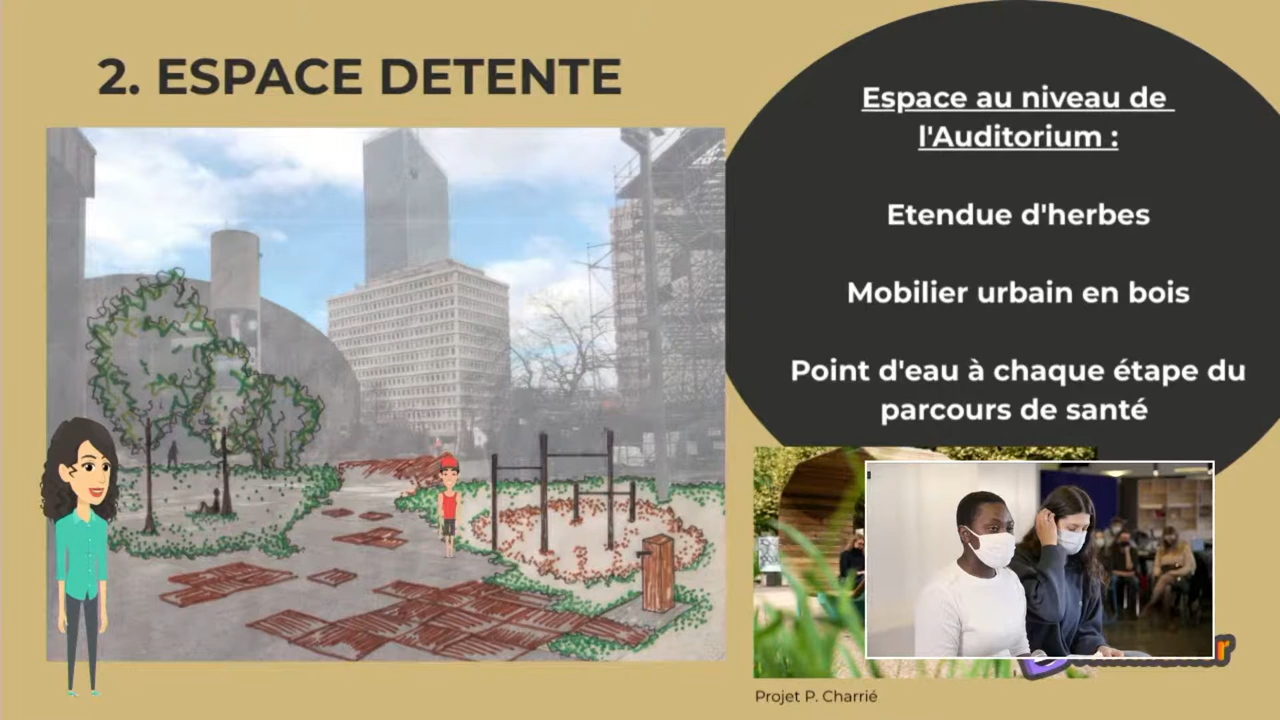 2. ESPACE DETENTE
Espace au niveau de
l'Auditorium :
Etendue d'herbes
Mobilier urbain en bois
Point d'eau à chaque étape du
parcours de santé
Projet P. Charrié